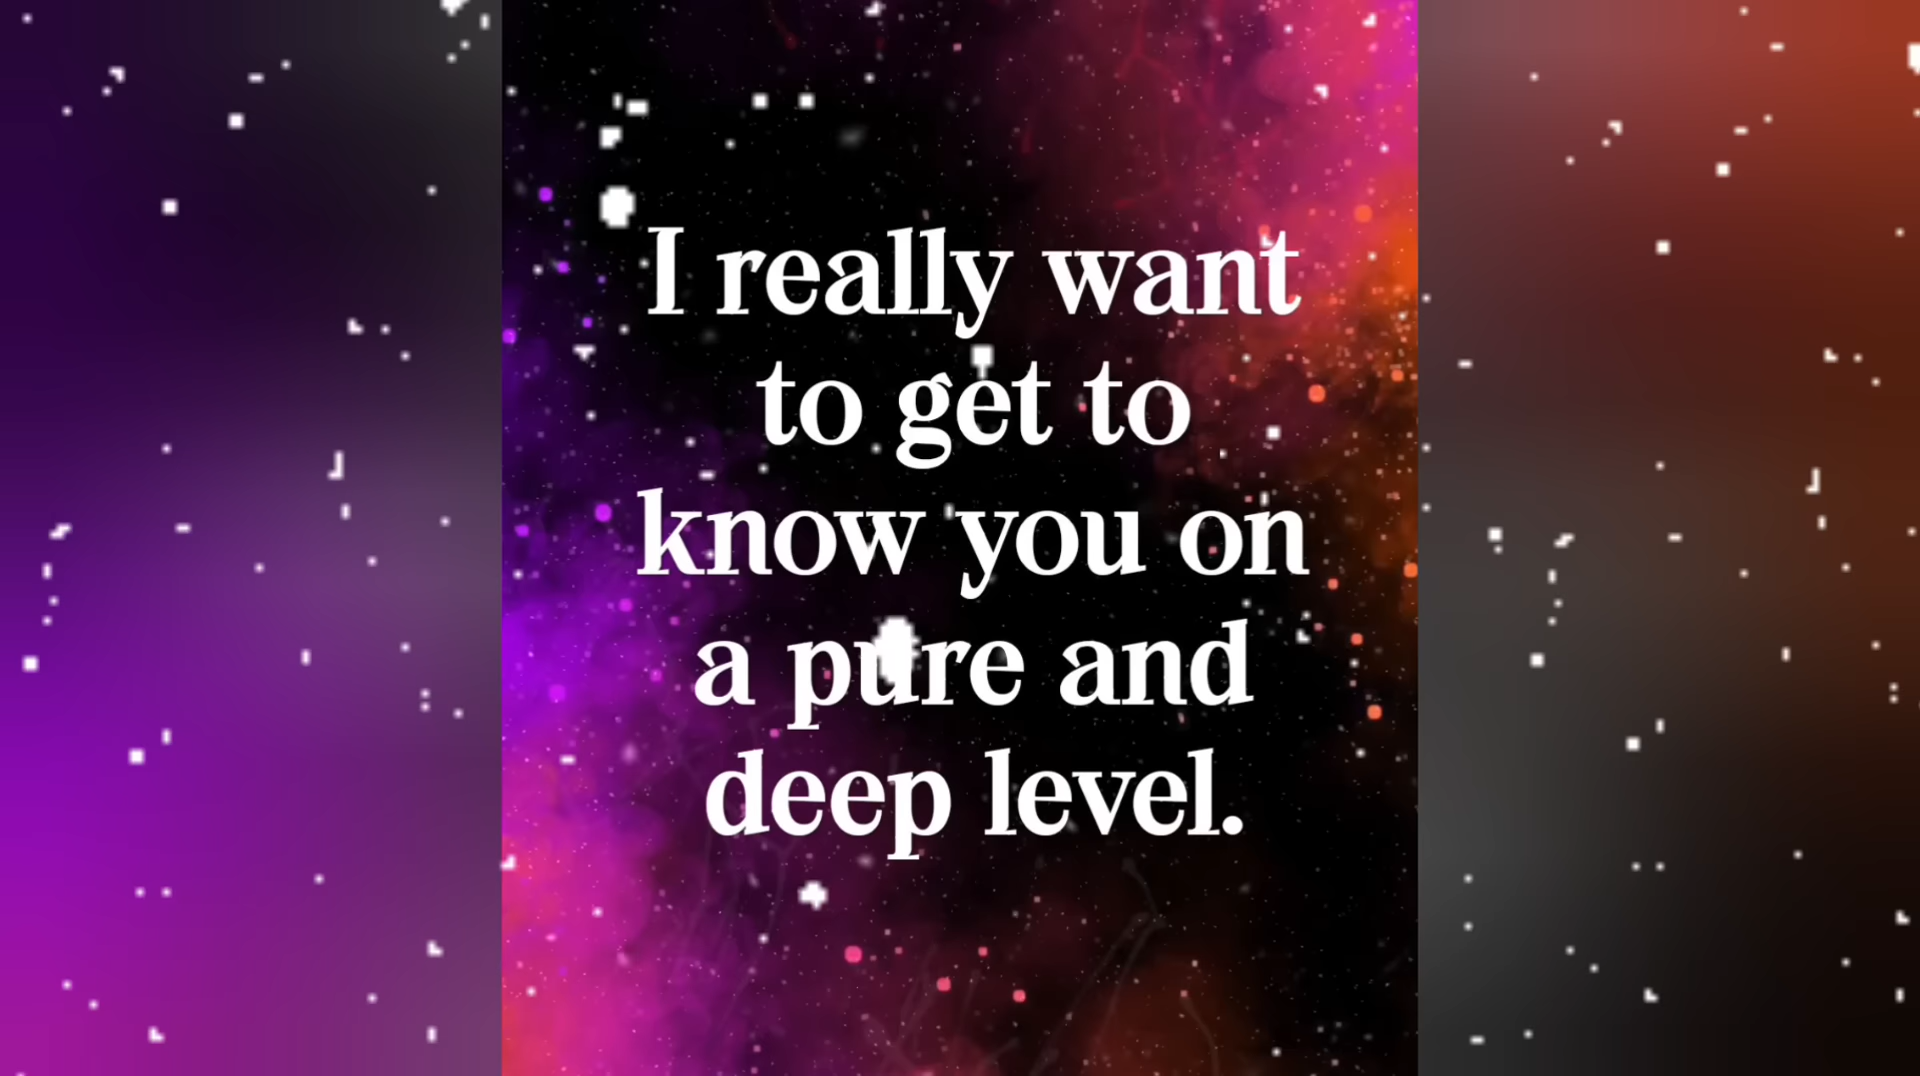 I really want
to get to
know you on
a pure and
deep level.